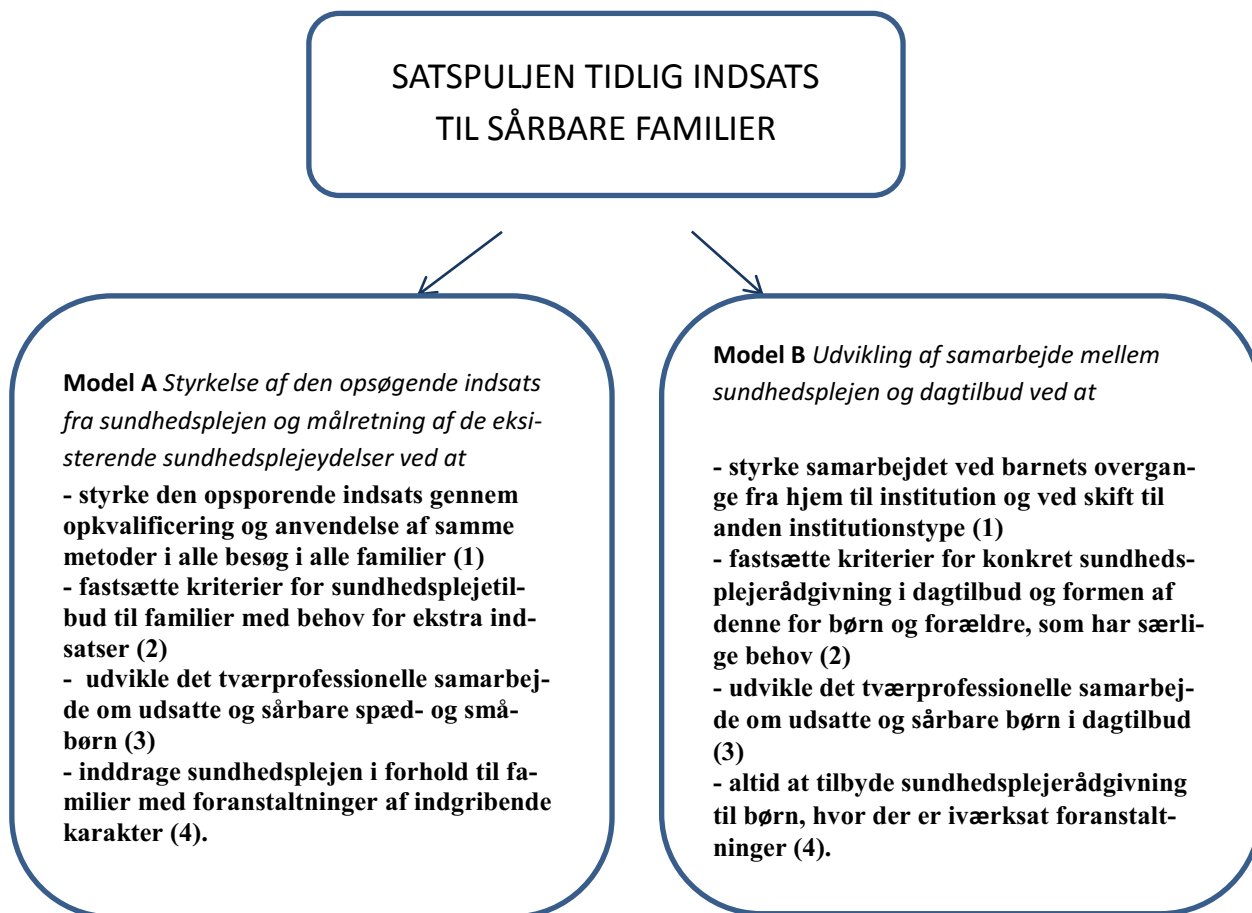 SATSPULJEN TIDLIG INDSATS
TIL SÅRBARE FAMILIER
Model A Styrkelse af den opsøgende indsats
fra sundhedsplejen og målretning af de eksi-
sterende sundhedsplejeydelser ved at
- styrke den opsporende indsats gennem
opkvalificering og anvendelse af samme
metoder i alle besøg i alle familier (1)
- fastsætte kriterier for sundhedsplejetil-
bud til familier med behov for ekstra ind-
satser (2)
- udvikle det tværprofessionelle samarbej-
de om udsatte og sårbare spæd- og små-
børn (3)
- inddrage sundhedsplejen i forhold til fa-
milier med foranstaltninger af indgribende
karakter (4).
Model B Udvikling af samarbejde mellem
sundhedsplejen og dagtilbud ved at
- styrke samarbejdet ved barnets overgan-
ge fra hjem til institution og ved skift til
anden institutionstype (1)
- fastsætte kriterier for konkret sundheds-
plejerådgivning i dagtilbud og formen af
denne for børn og forældre, som har særli-
ge behov (2)
- udvikle det tværprofessionelle samarbej-
de om udsatte og sårbare børn i dagtilbud
(3)
- altid at tilbyde sundhedsplejerådgivning
til børn, hvor der er iværksat foranstalt-
ninger (4).